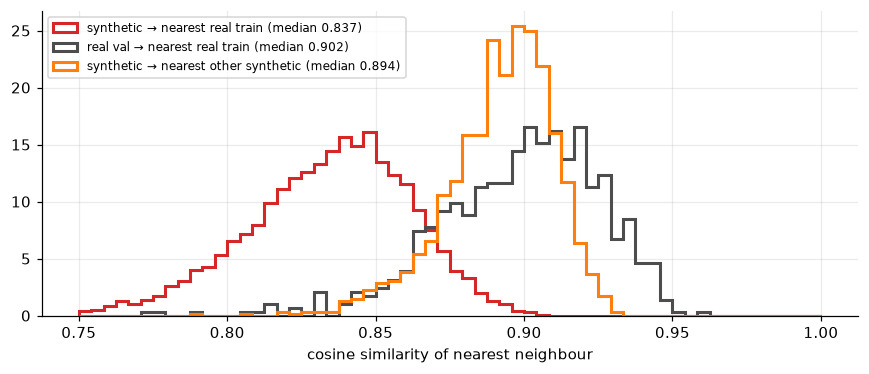 synthetic → nearest real train (median 0.837)
real val → nearest real train (median 0.902)
synthetic → nearest other synthetic (median 0.894)
25
20
15
10
5
0
0.75 0.80 0.85 0.90 0.95 1.00
cosine similarity of nearest neighbour